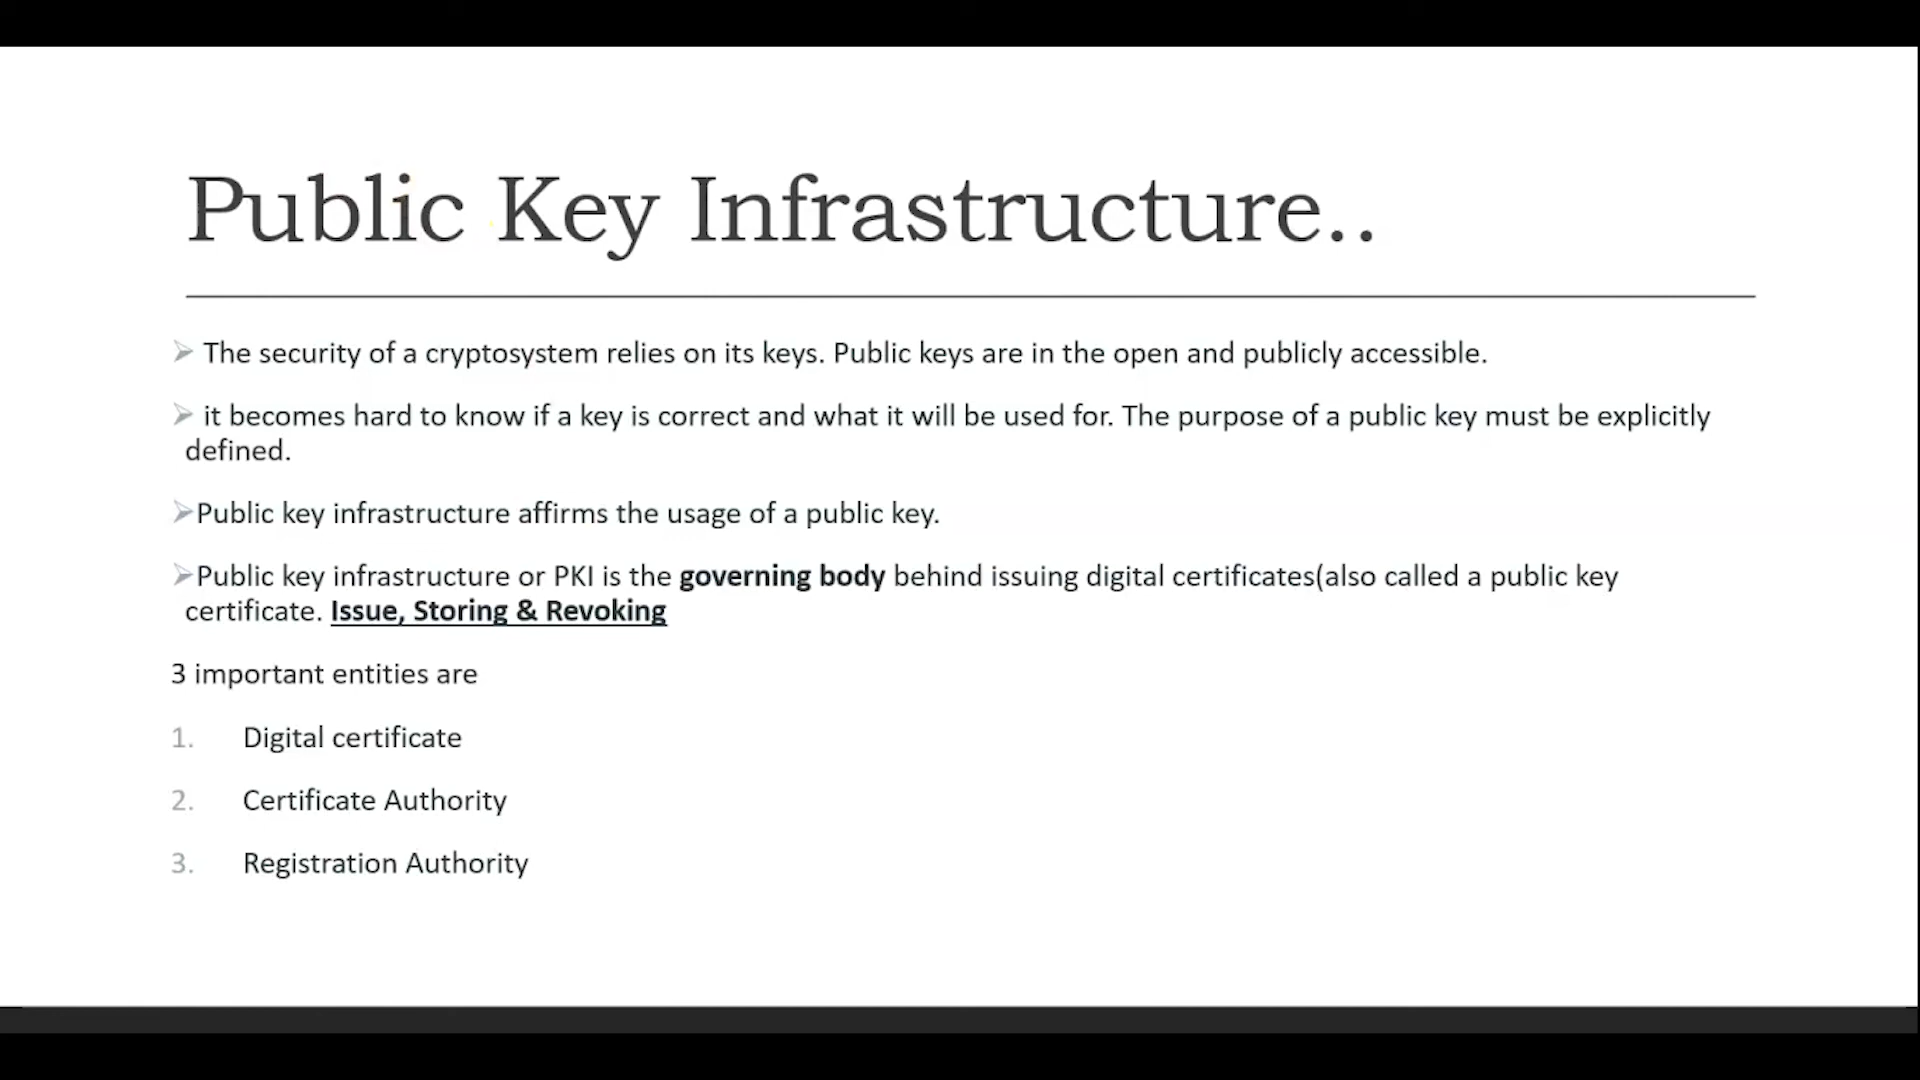 Public Key Infrastructure..
➢ The security of a cryptosystem relies on its keys. Public keys are in the open and publicly accessible.
➢ it becomes hard to know if a key is correct and what it will be used for. The purpose of a public key must be explicitly
defined.
➢Public key infrastructure affirms the usage of a public key.
➢Public key infrastructure or PKI is the governing body behind issuing digital certificates(also called a public key
certificate. Issue, Storing & Revoking
3 important entities are
1. Digital certificate
2. Certificate Authority
3. Registration Authority